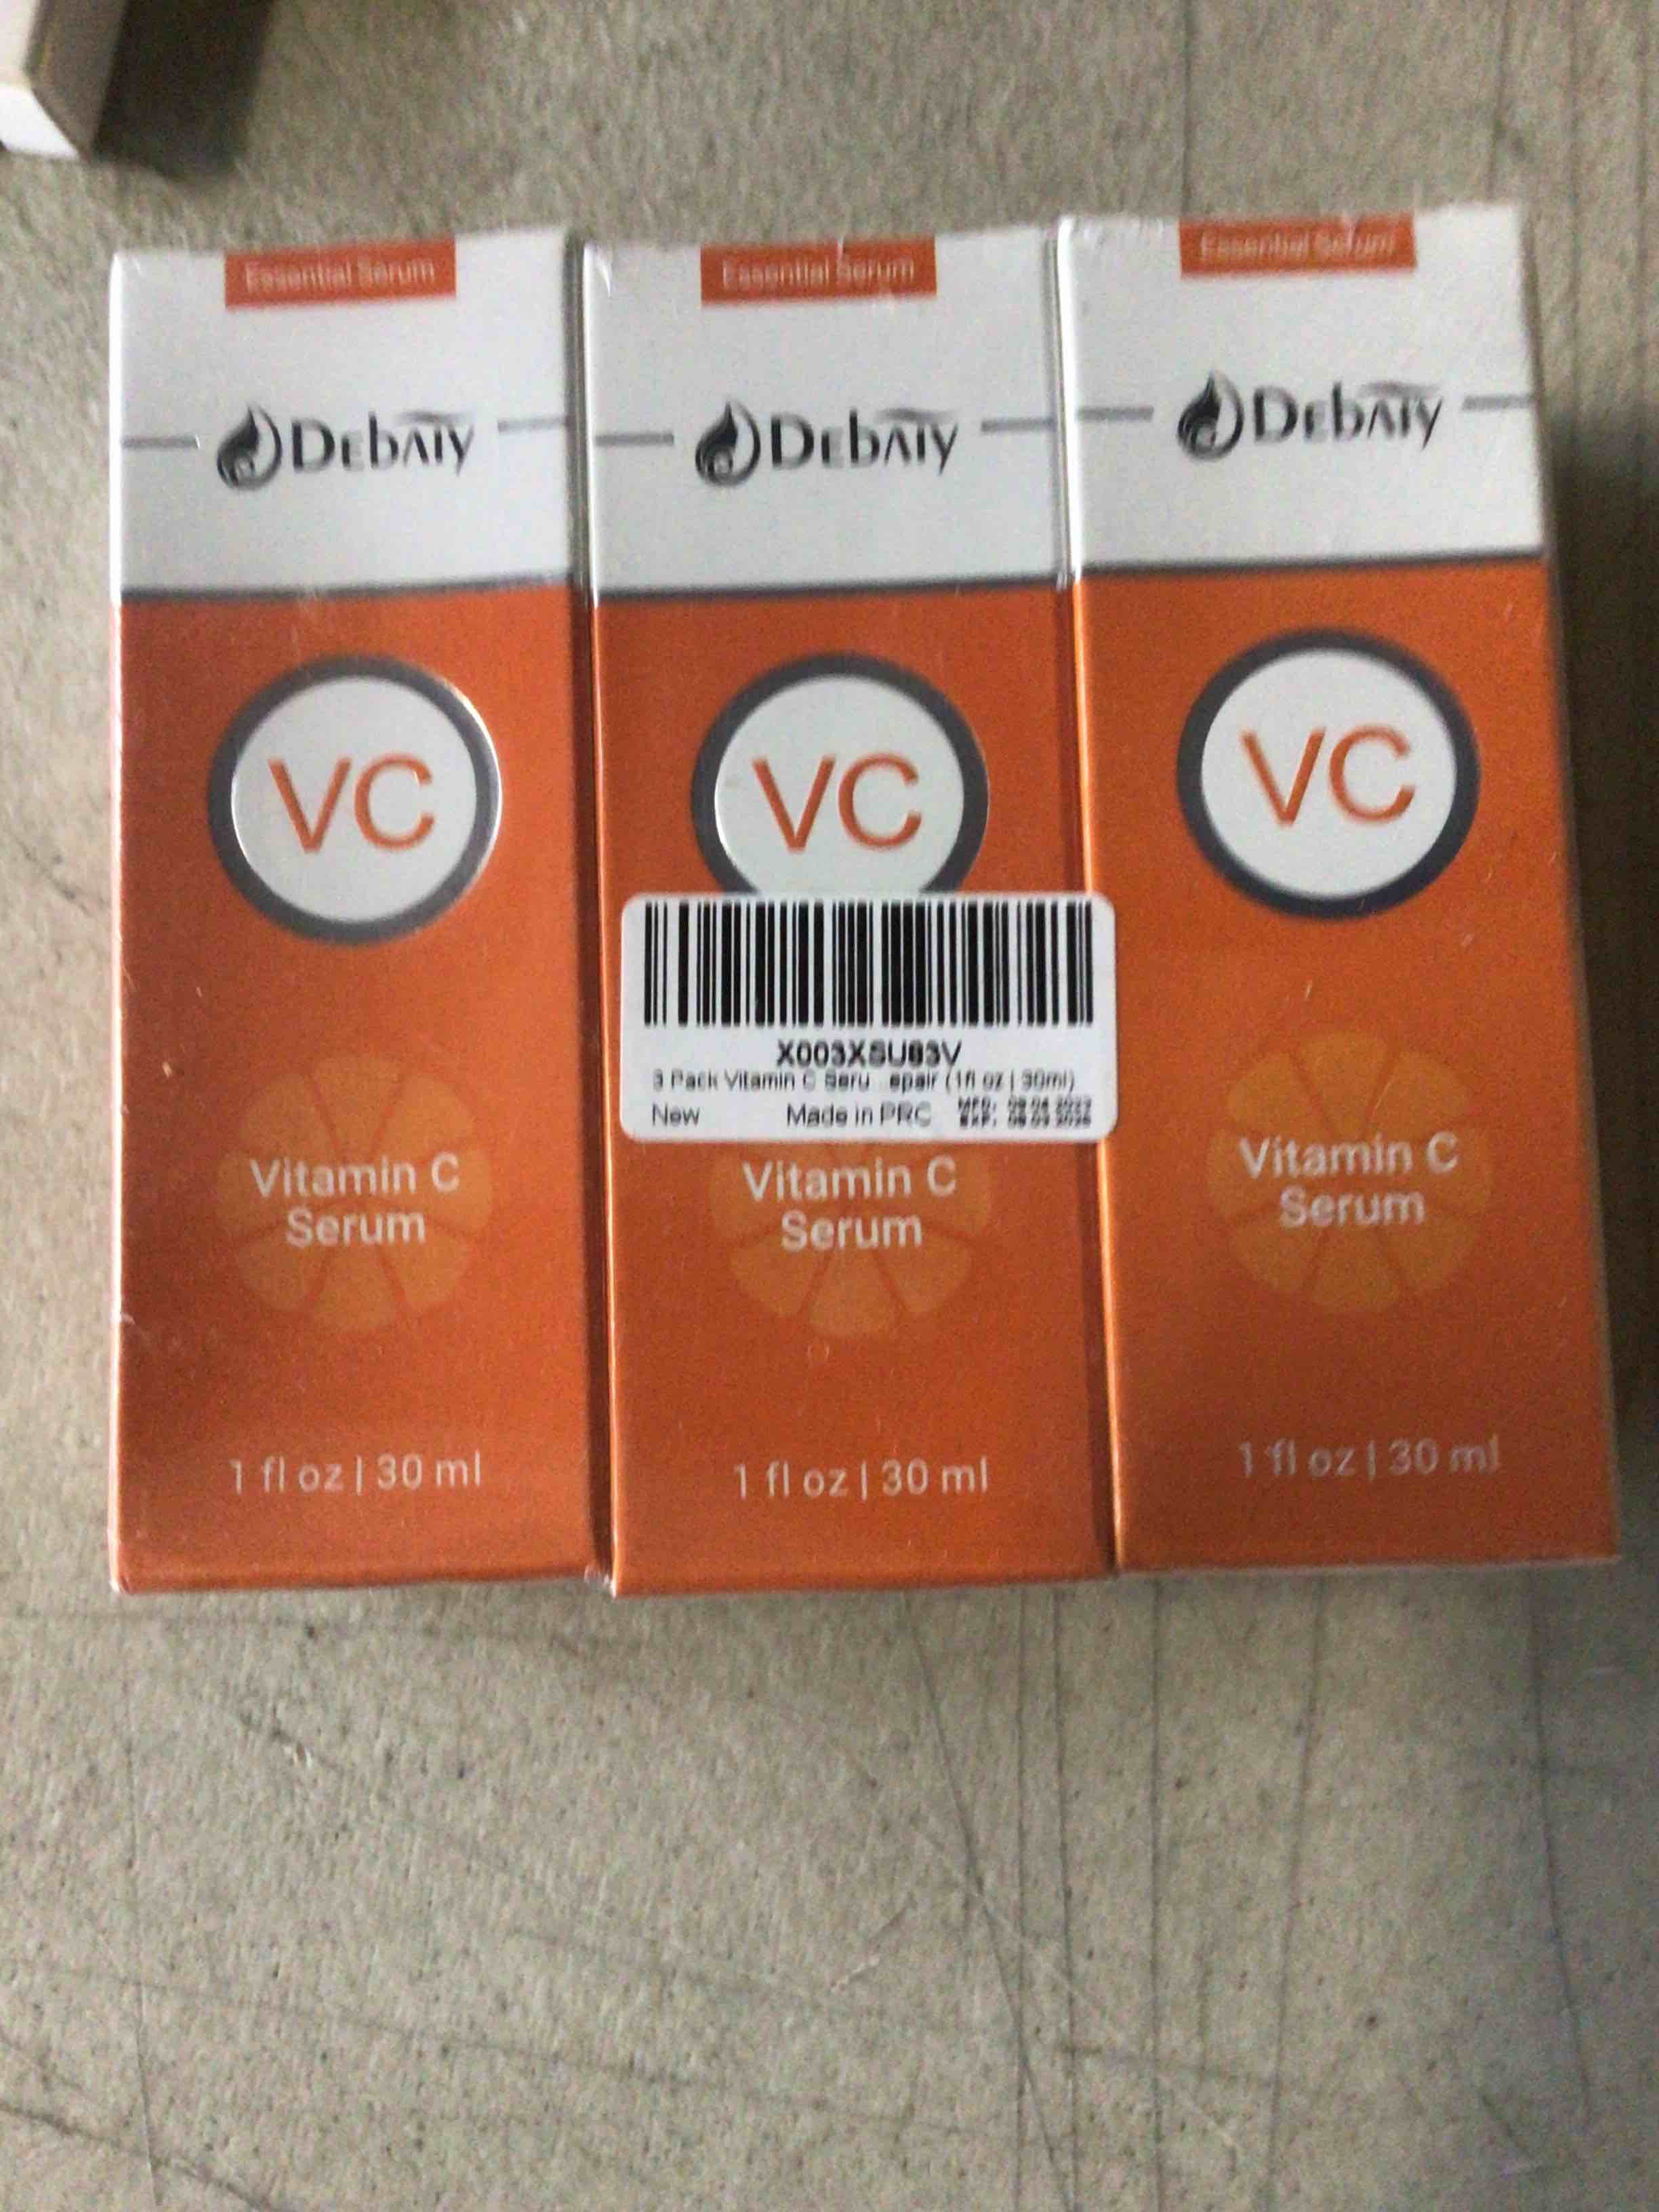 Essential Serum
Essential Serum
Essential Serum
DEbAIy
DEbAIy
DEbAIy
VC
VC
VC
X003XSU83V
3 Pack Vitamin C Seru...epair (1fl oz | 30ml)
New Made in PRC
Vitamin C
Serum
Vitamin C
Serum
Vitamin C
Serum
1 fl oz | 30 ml
1 fl oz | 30 ml
1 fl oz | 30 ml